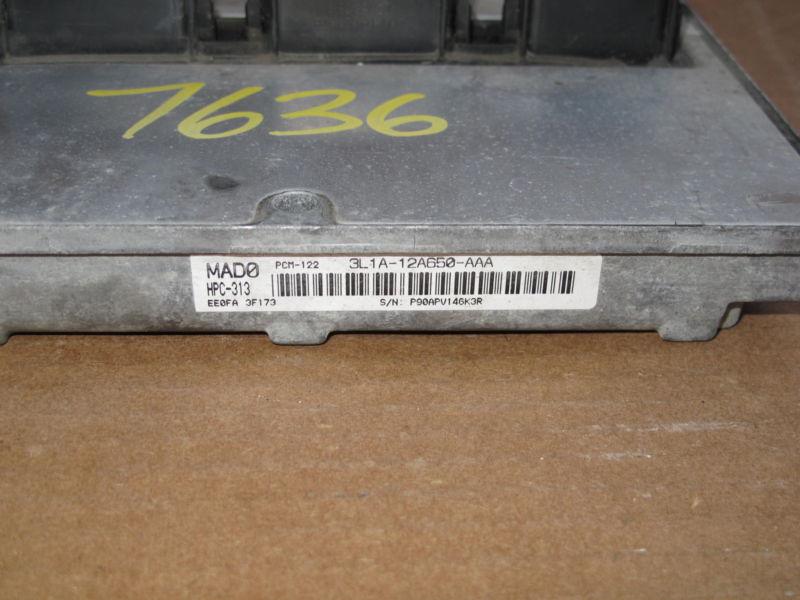 7636
MAD0 PCM-122 3L1A-12A650-AAA
HPC-313
EE0FA 3F173 S/N: P90APV146K3R